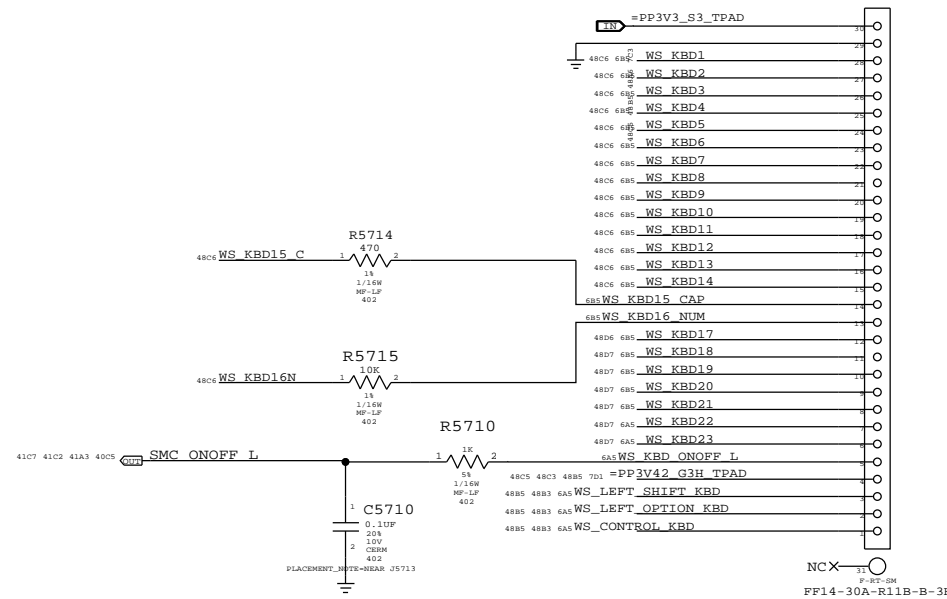 IN =PP3V3_S3_TPAD 30
29
48C6 6B5 7C3 WS_KBD1 28
48C6 6B5 WS_KBD2 27
48C6 6B5 WS_KBD3 26
48C6 6B5 WS_KBD4 25
48C6 6B5 WS_KBD5 24
48C6 6B5 WS_KBD6 23
48C6 6B5 WS_KBD7 22
48C6 6B5 WS_KBD8 21
48C6 6B5 WS_KBD9 20
48C6 6B5 WS_KBD10 19
48C6 6B5 WS_KBD11 18
48C6 6B5 WS_KBD12 17
48C6 6B5 WS_KBD13 16
48C6 6B5 WS_KBD14 15
6B5 WS_KBD15_CAP 14
6B5 WS_KBD16_NUM 13
48D6 6B5 WS_KBD17 12
48D7 6B5 WS_KBD18 11
48D7 6B5 WS_KBD19 10
48D7 6B5 WS_KBD20 9
48D7 6B5 WS_KBD21 8
48D7 6A5 WS_KBD22 7
48D7 6A5 WS_KBD23 6
6A5 WS_KBD_ONOFF_L 5
48C5 48C3 48B5 7D1 =PP3V42_G3H_TPAD 4
48B5 48B3 6A5 WS_LEFT_SHIFT_KBD 3
48B5 48B3 6A5 WS_LEFT_OPTION_KBD 2
48B5 48B3 6A5 WS_CONTROL_KBD 1
R5714
470
48C6 WS_KBD15_C 1 2
1%
1/16W
MF-LF
402
R5715
10K
48C6 WS_KBD16N 1 2
1%
1/16W
MF-LF
402
R5710
1K
41C7 41C2 41A3 40C5 OUT SMC_ONOFF_L 1 2
5%
1/16W
MF-LF
402
1
C5710
0.1UF
20%
10V
2
CERM
402
PLACEMENT_NOTE=NEAR J5713
NC 31
F-RT-SM
FF14-30A-R11B-B-3